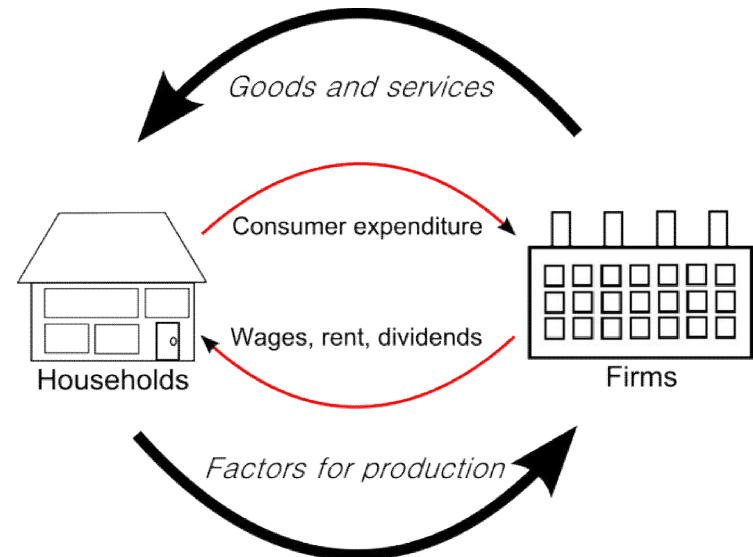 Goods and services
Consumer expenditure
Wages, rent, dividends
Households
Firms
Factors for production